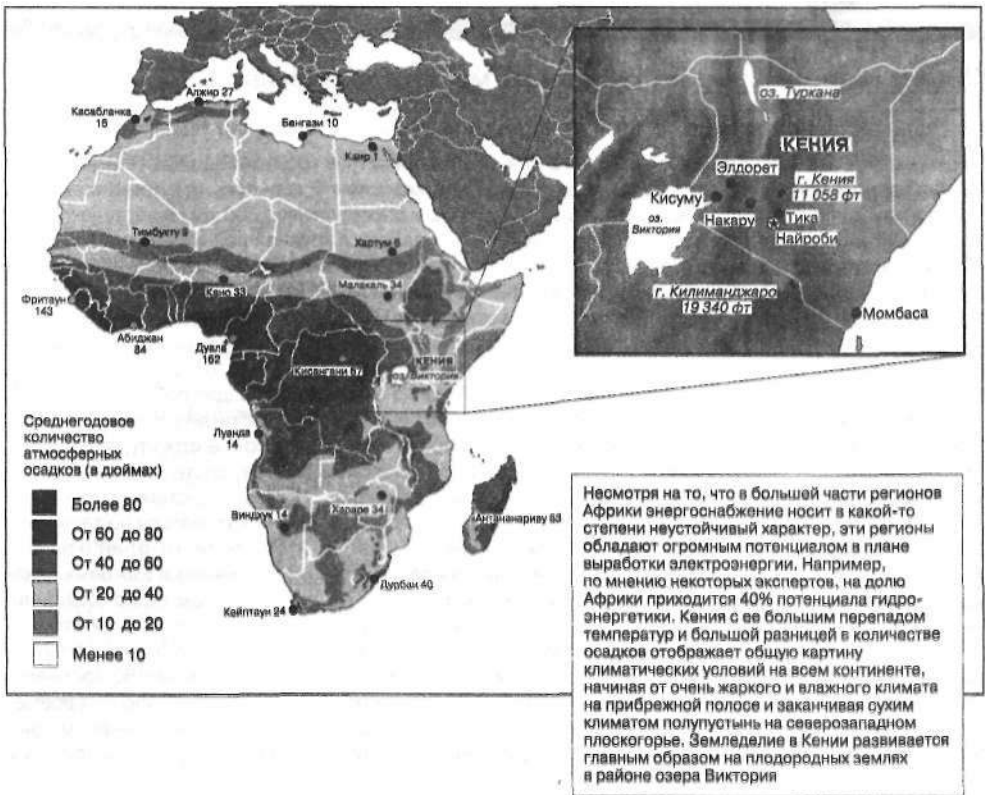 Алжир 27
Касабланка
16
Бенгази 10
Каир 1
Тимбукту 9
Хартум 6
Кано 33
Малакаль 34
Фритаун
143
Абиджан
84
Дуала
162
Кисангани 67
КЕНИЯ
оз. Виктория
Луанда
14
Виндхук 14
Хараре 34
Антананариву 53
Дурбан 40
Кейптаун 24
оз. Туркана
КЕНИЯ
Элдорет
г. Кения
11 058 фт
Кисуму
оз.
Виктория
Накару
Тика
Найроби
г. Килиманджаро
19 340 фт
Момбаса
Среднегодовое
количество
атмосферных
осадков (в дюймах)
Более 80
От 60 до 80
От 40 до 60
От 20 до 40
От 10 до 20
Менее 10
Несмотря на то, что в большей части регионов
Африки энергоснабжение носит в какой-то
степени неустойчивый характер, эти регионы
обладают огромным потенциалом в плане
выработки электроэнергии. Например,
по мнению некоторых экспертов, на долю
Африки приходится 40% потенциала гидро-
энергетики. Кения с ее большим перепадом
температур и большой разницей в количестве
осадков отображает общую картину
климатических условий на всем континенте,
начиная от очень жаркого и влажного климата
на прибрежной полосе и заканчивая сухим
климатом полупустынь на северозападном
плоскогорье. Земледелие в Кении развивается
главным образом на плодородных землях
в районе озера Виктория